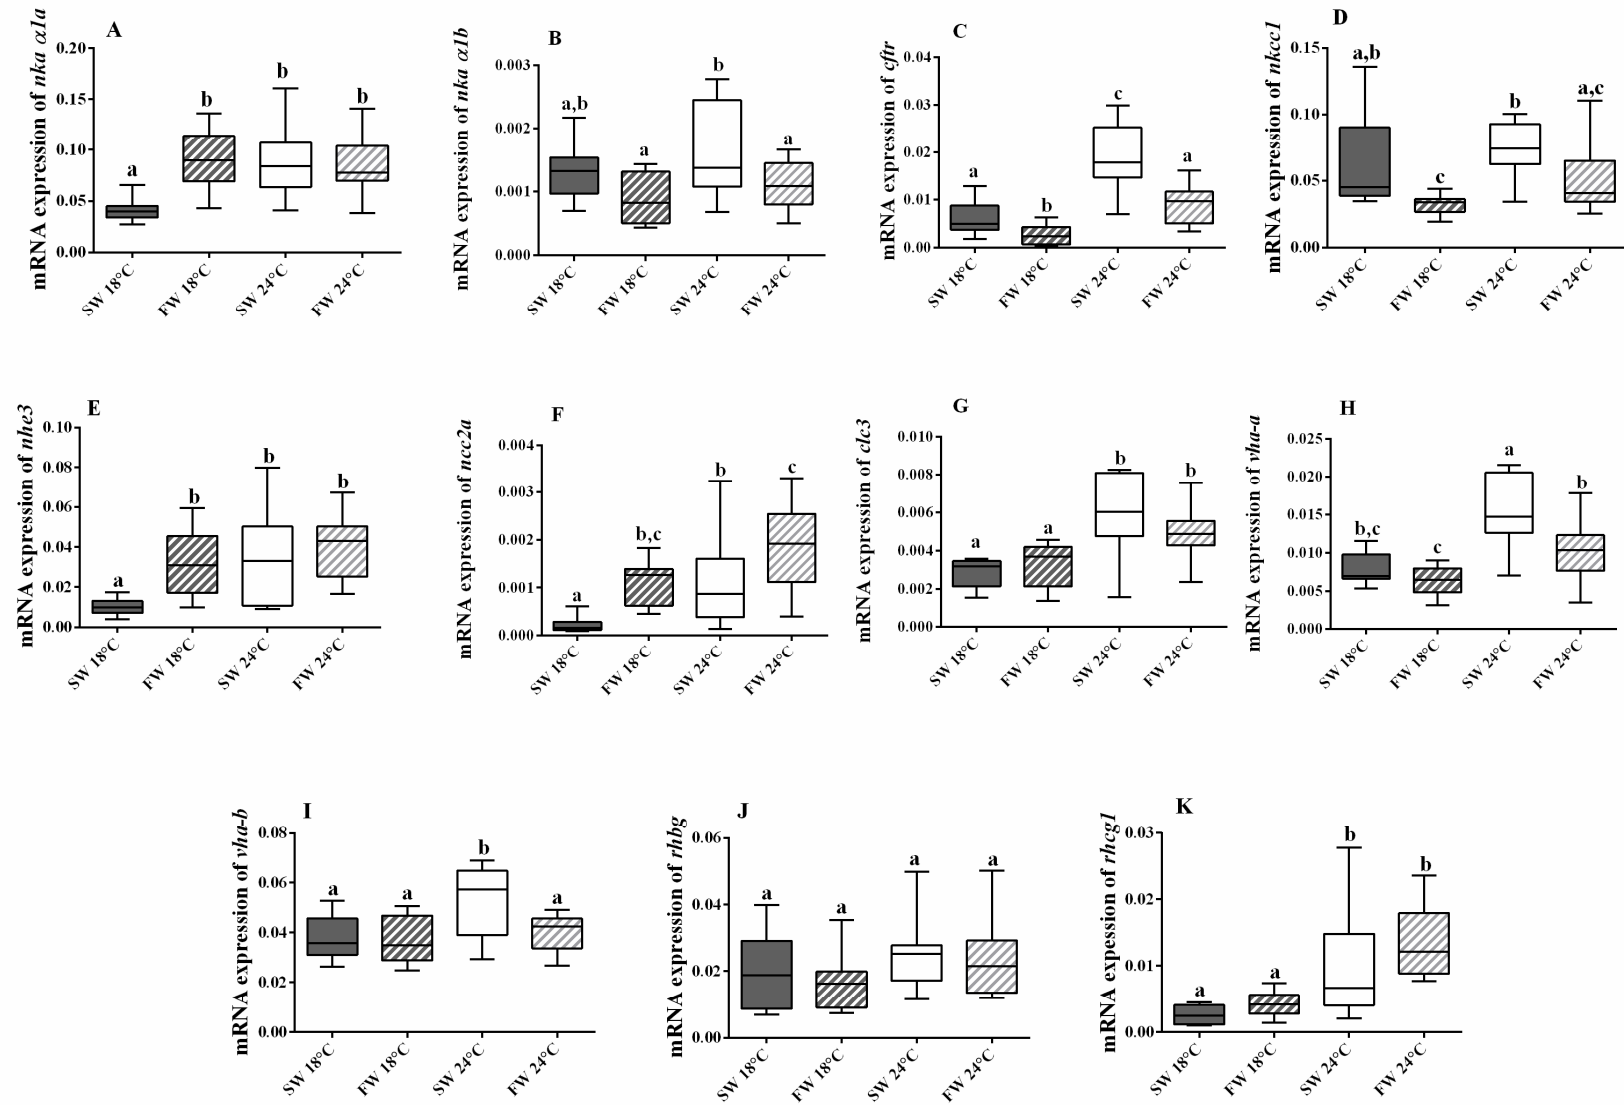 A
mRNA expression of nka α1a
0.20
0.15
0.10
0.05
0.00
a
b
b
b
SW 18°C
FW 18°C
SW 24°C
FW 24°C
B
mRNA expression of nka α1b
0.003
0.002
0.001
0.000
a,b
a
b
a
SW 18°C
FW 18°C
SW 24°C
FW 24°C
C
mRNA expression of cftr
0.04
0.03
0.02
0.01
0.00
a
b
c
a
SW 18°C
FW 18°C
SW 24°C
FW 24°C
D
mRNA expression of nkcc1
0.15
0.10
0.05
0.00
a,b
c
b
a,c
SW 18°C
FW 18°C
SW 24°C
FW 24°C
E
mRNA expression of nhe3
0.10
0.08
0.06
0.04
0.02
0.00
a
b
b
b
SW 18°C
FW 18°C
SW 24°C
FW 24°C
F
mRNA expression of ncc2a
0.004
0.003
0.002
0.001
0.000
a
b,c
b
c
SW 18°C
FW 18°C
SW 24°C
FW 24°C
G
mRNA expression of clc3
0.010
0.008
0.006
0.004
0.002
0.000
a
a
b
b
SW 18°C
FW 18°C
SW 24°C
FW 24°C
H
mRNA expression of vha-a
0.025
0.020
0.015
0.010
0.005
0.000
b,c
c
a
b
SW 18°C
FW 18°C
SW 24°C
FW 24°C
I
mRNA expression of vha-b
0.08
0.06
0.04
0.02
0.00
a
a
b
a
SW 18°C
FW 18°C
SW 24°C
FW 24°C
J
mRNA expression of rhbg
0.06
0.04
0.02
0.00
a
a
a
a
SW 18°C
FW 18°C
SW 24°C
FW 24°C
K
mRNA expession of rhcg1
0.03
0.02
0.01
0.00
a
a
b
b
SW 18°C
FW 18°C
SW 24°C
FW 24°C